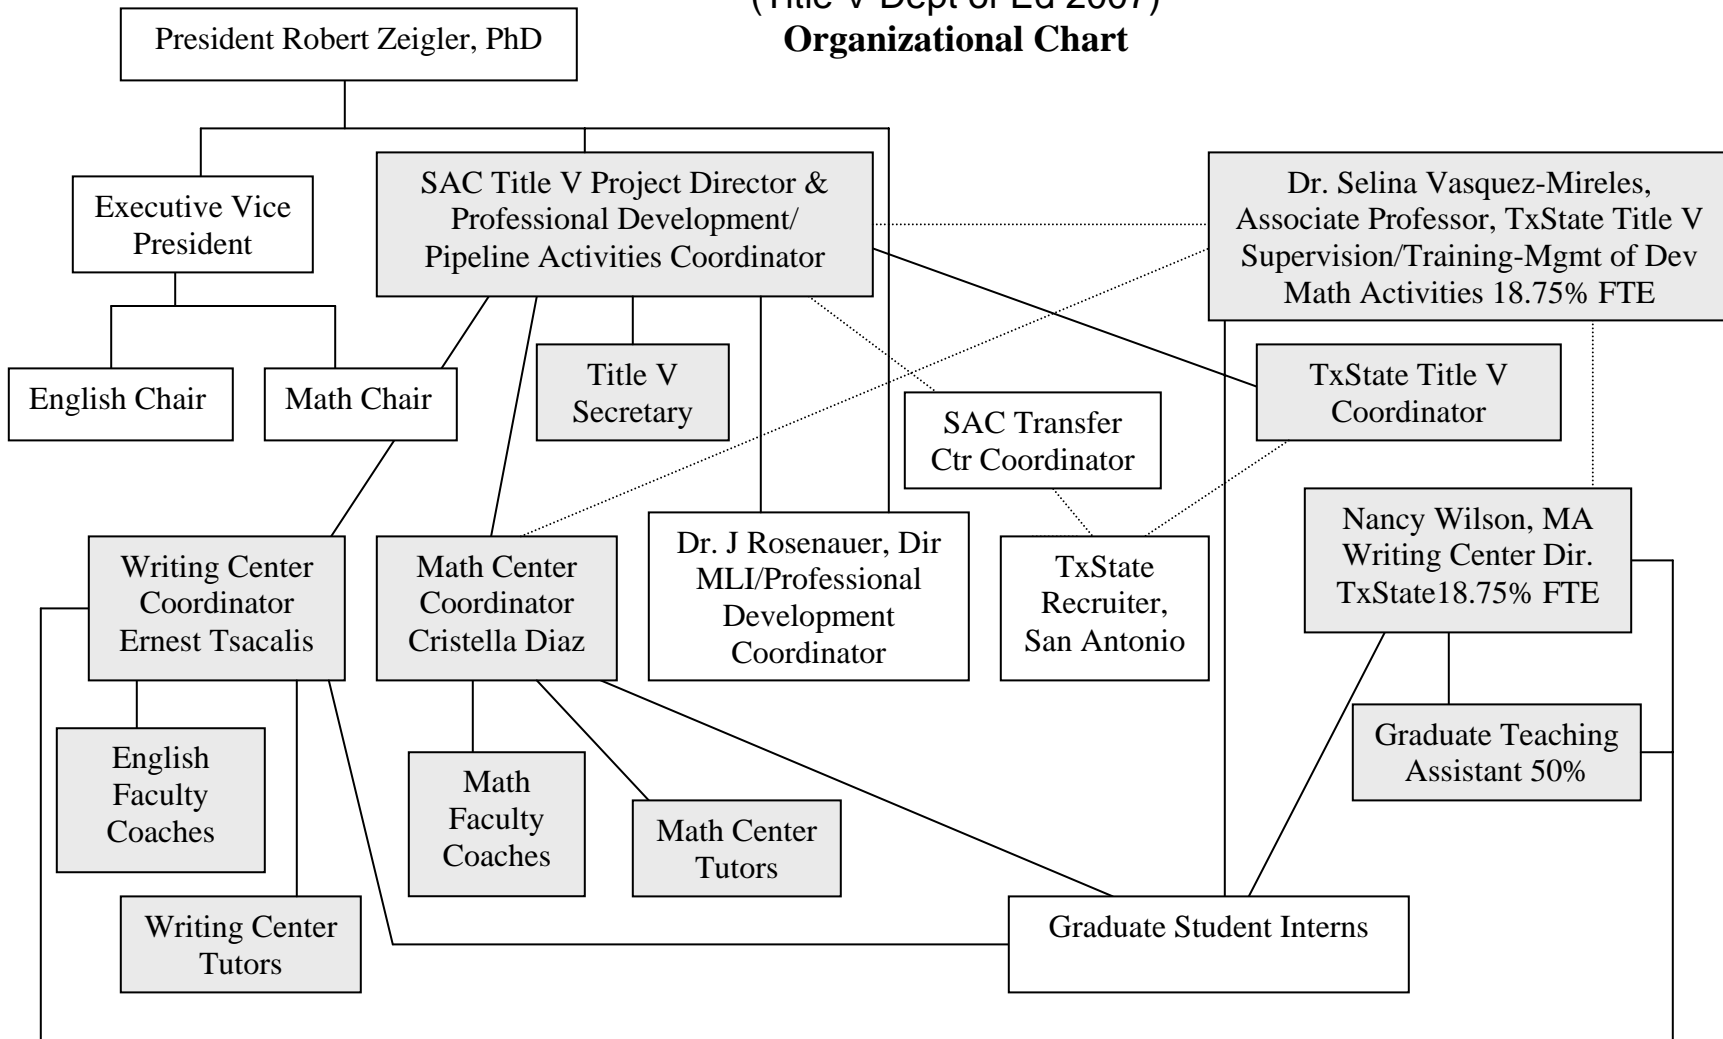 (Title V Dept of Ed 2007)
Organizational Chart
President Robert Zeigler, PhD
Executive Vice
President
SAC Title V Project Director &
Professional Development/
Pipeline Activities Coordinator
Dr. Selina Vasquez-Mireles,
Associate Professor, TxState Title V
Supervision/Training-Mgmt of Dev
Math Activities 18.75% FTE
English Chair
Math Chair
Title V
Secretary
SAC Transfer
Ctr Coordinator
TxState Title V
Coordinator
Writing Center
Coordinator
Ernest Tsacalis
Math Center
Coordinator
Cristella Diaz
Dr. J Rosenauer, Dir
MLI/Professional
Development
Coordinator
TxState
Recruiter,
San Antonio
Nancy Wilson, MA
Writing Center Dir.
TxState18.75% FTE
English
Faculty
Coaches
Math
Faculty
Coaches
Math Center
Tutors
Graduate Teaching
Assistant 50%
Writing Center
Tutors
Graduate Student Interns